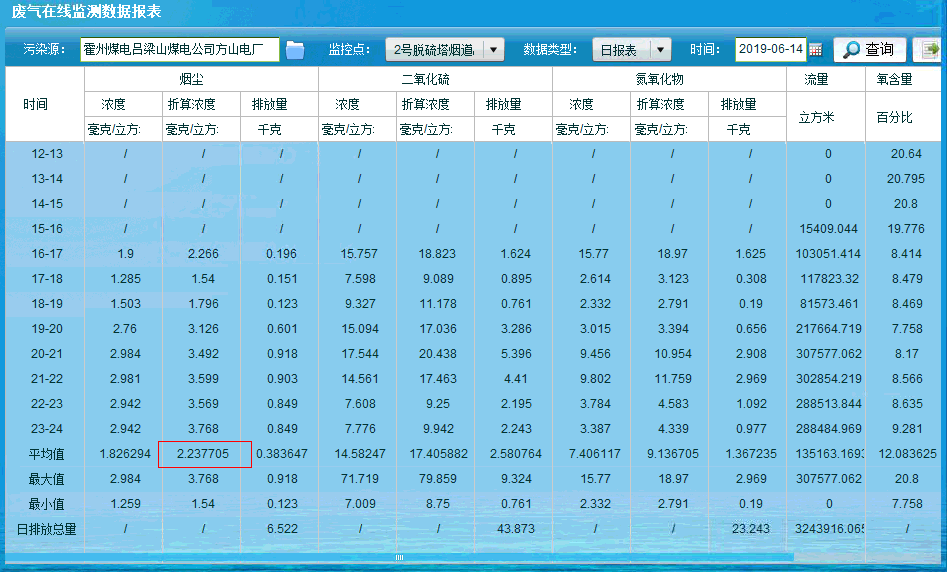 废气在线监测数据报表
污染源: 霍州煤电吕梁山煤电公司方山电厂 监控点: 2号脱硫塔烟道 数据类型: 日报表 时间: 2019-06-14 查询
烟尘 二氧化硫 氮氧化物 流量 氧含量
时间 浓度 折算浓度 排放量 浓度 折算浓度 排放量 浓度 折算浓度 排放量 立方米 百分比
毫克/立方: 毫克/立方: 千克 毫克/立方: 毫克/立方: 千克 毫克/立方: 毫克/立方: 千克
12-13 / / / / / / / / / 0 20.64
13-14 / / / / / / / / / 0 20.795
14-15 / / / / / / / / / 0 20.8
15-16 / / / / / / / / / 15409.044 19.776
16-17 1.9 2.266 0.196 15.757 18.823 1.624 15.77 18.97 1.625 103051.414 8.414
17-18 1.285 1.54 0.151 7.598 9.089 0.895 2.614 3.123 0.308 117823.32 8.479
18-19 1.503 1.796 0.123 9.327 11.178 0.761 2.332 2.791 0.19 81573.461 8.469
19-20 2.76 3.126 0.601 15.094 17.036 3.286 3.015 3.394 0.656 217664.719 7.758
20-21 2.984 3.492 0.918 17.544 20.438 5.396 9.456 10.954 2.908 307577.062 8.17
21-22 2.981 3.599 0.903 14.561 17.463 4.41 9.802 11.759 2.969 302854.219 8.566
22-23 2.942 3.569 0.849 7.608 9.25 2.195 3.784 4.583 1.092 288513.844 8.635
23-24 2.942 3.768 0.849 7.776 9.942 2.243 3.387 4.339 0.977 288484.969 9.281
平均值 1.826294 2.237705 0.383647 14.58247 17.405882 2.580764 7.406117 9.136705 1.367235 135163.169 12.083625
最大值 2.984 3.768 0.918 71.719 79.859 9.324 15.77 18.97 2.969 307577.062 20.8
最小值 1.259 1.54 0.123 7.009 8.75 0.761 2.332 2.791 0.19 0 7.758
日排放总量 / / 6.522 / / 43.873 / / 23.243 3243916.065 /